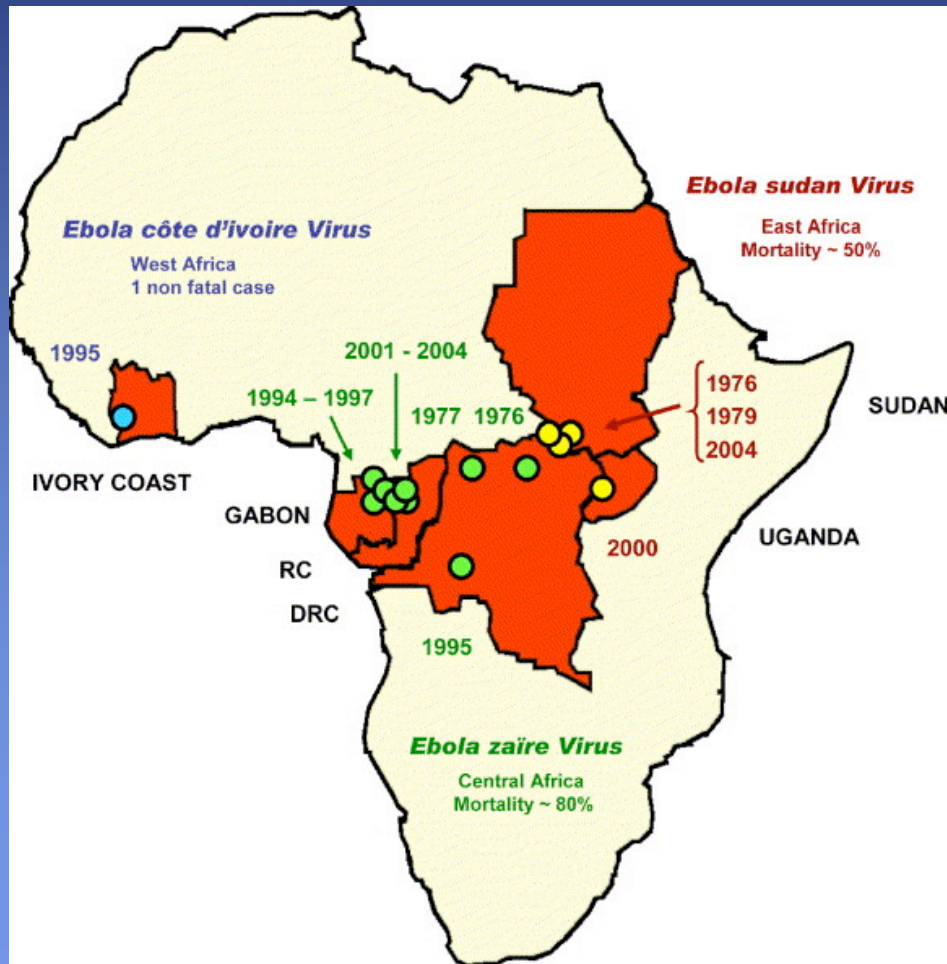 Ebola sudan Virus
East Africa
Mortality ~ 50%
Ebola côte d'ivoire Virus
West Africa
1 non fatal case
1995
2001 - 2004
1994 – 1997
1977 1976
1976
1979
2004
SUDAN
IVORY COAST
GABON
UGANDA
2000
RC
DRC
1995
Ebola zaïre Virus
Central Africa
Mortality ~ 80%